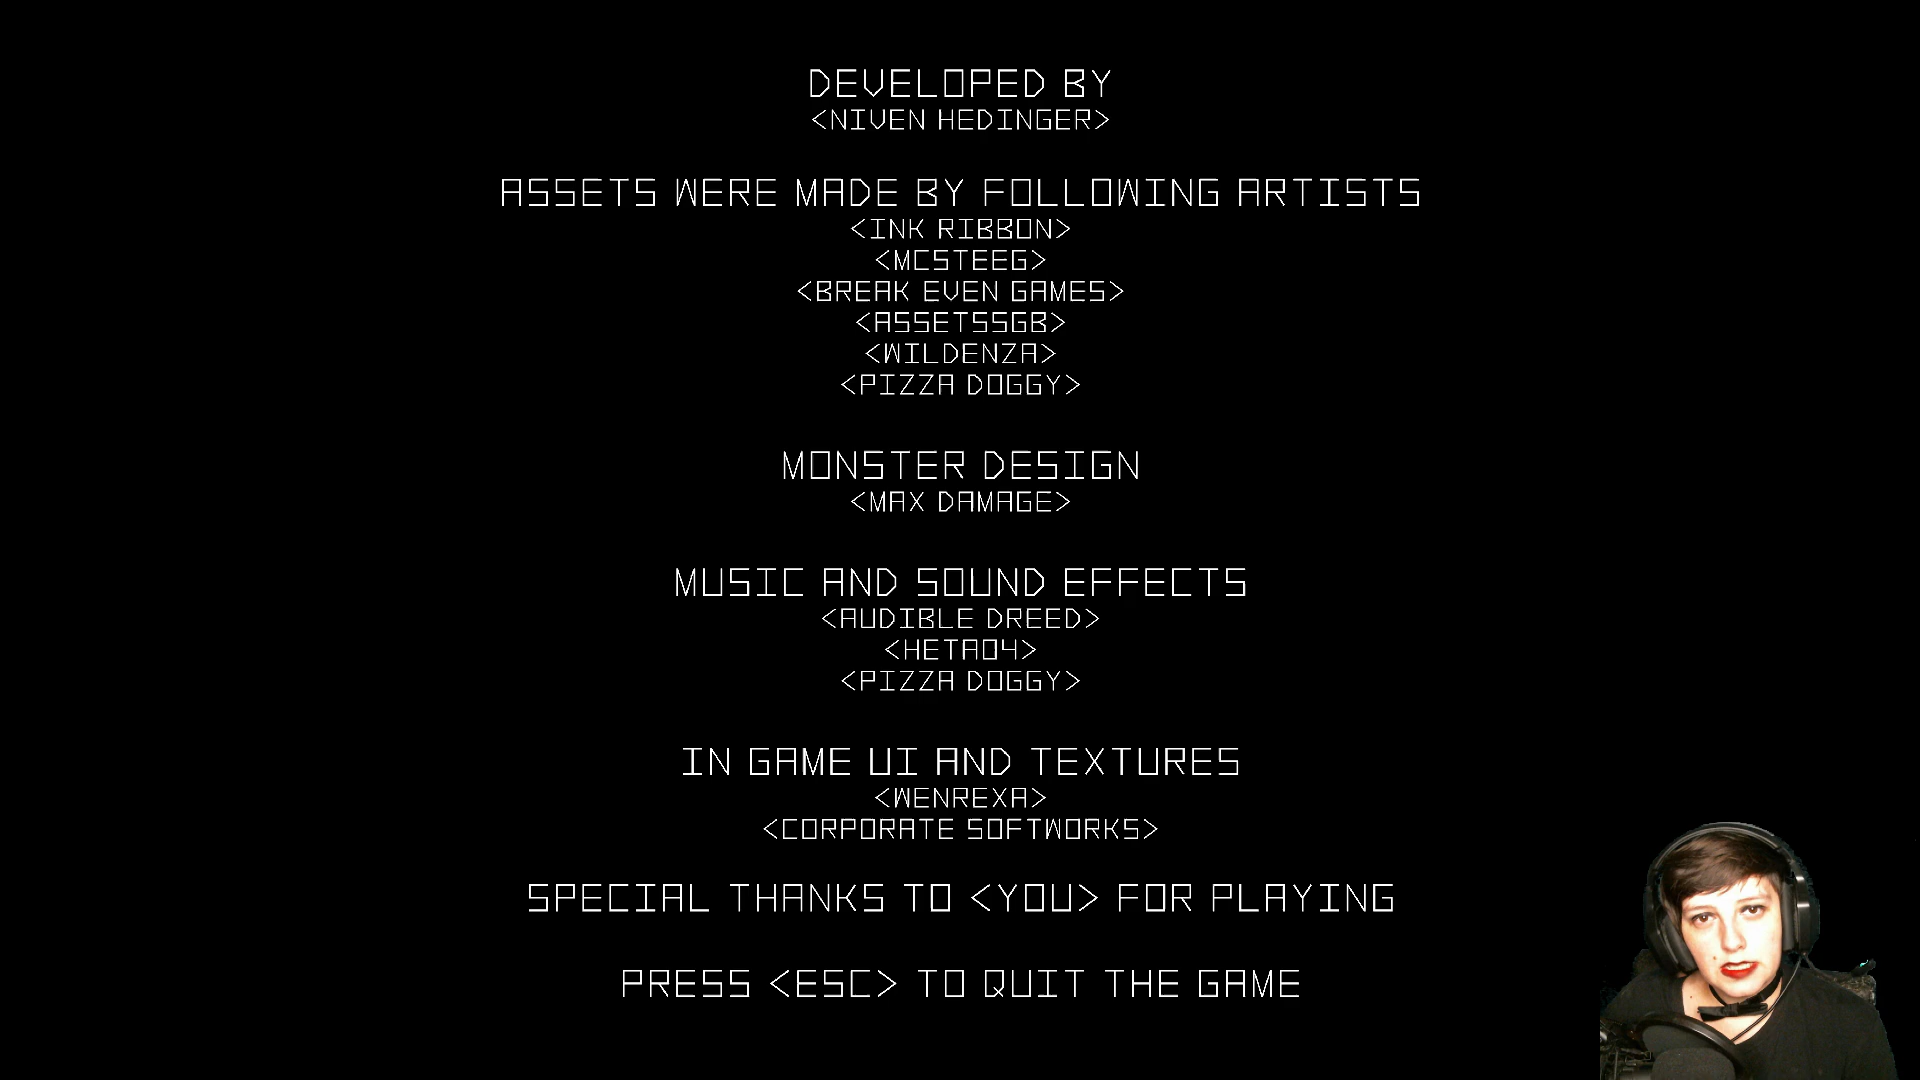 DEVELOPED BY
<NIVEN HEDINGER>
ASSETS WERE MADE BY FOLLOWING ARTISTS
<INK RIBBON>
<MCSTEEG>
<BREAK EVEN GAMES>
<ASSETSSGB>
<WILDENZA>
<PIZZA DOGGY>
MONSTER DESIGN
<MAX DAMAGE>
MUSIC AND SOUND EFFECTS
<AUDIBLE DREED>
<HETA04>
<PIZZA DOGGY>
IN GAME UI AND TEXTURES
<WENREXA>
<CORPORATE SOFTWORKS>
SPECIAL THANKS TO <YOU> FOR PLAYING
PRESS <ESC> TO QUIT THE GAME